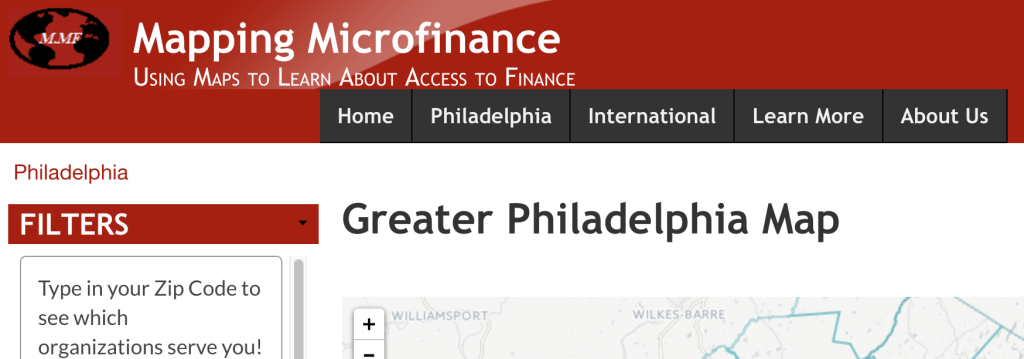 M.MF
Mapping Microfinance
Using Maps to Learn About Access to Finance
Home Philadelphia International Learn More About Us
Philadelphia
FILTERS
Greater Philadelphia Map
Type in your Zip Code to
see which
organizations serve you!
+
−
WILLIAMSPORT
WILKES-BARRE